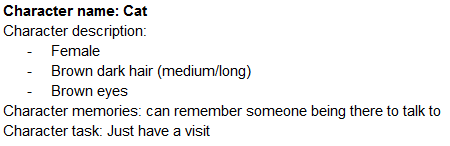 Character name: Cat
Character description:
- Female
- Brown dark hair (medium/long)
- Brown eyes
Character memories: can remember someone being there to talk to
Character task: Just have a visit